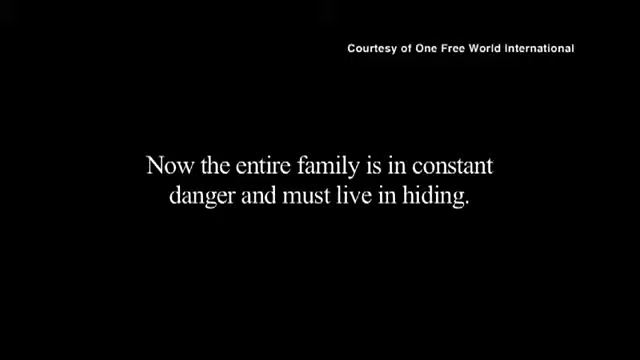 Courtesy of One Free World International
Now the entire family is in constant
danger and must live in hiding.